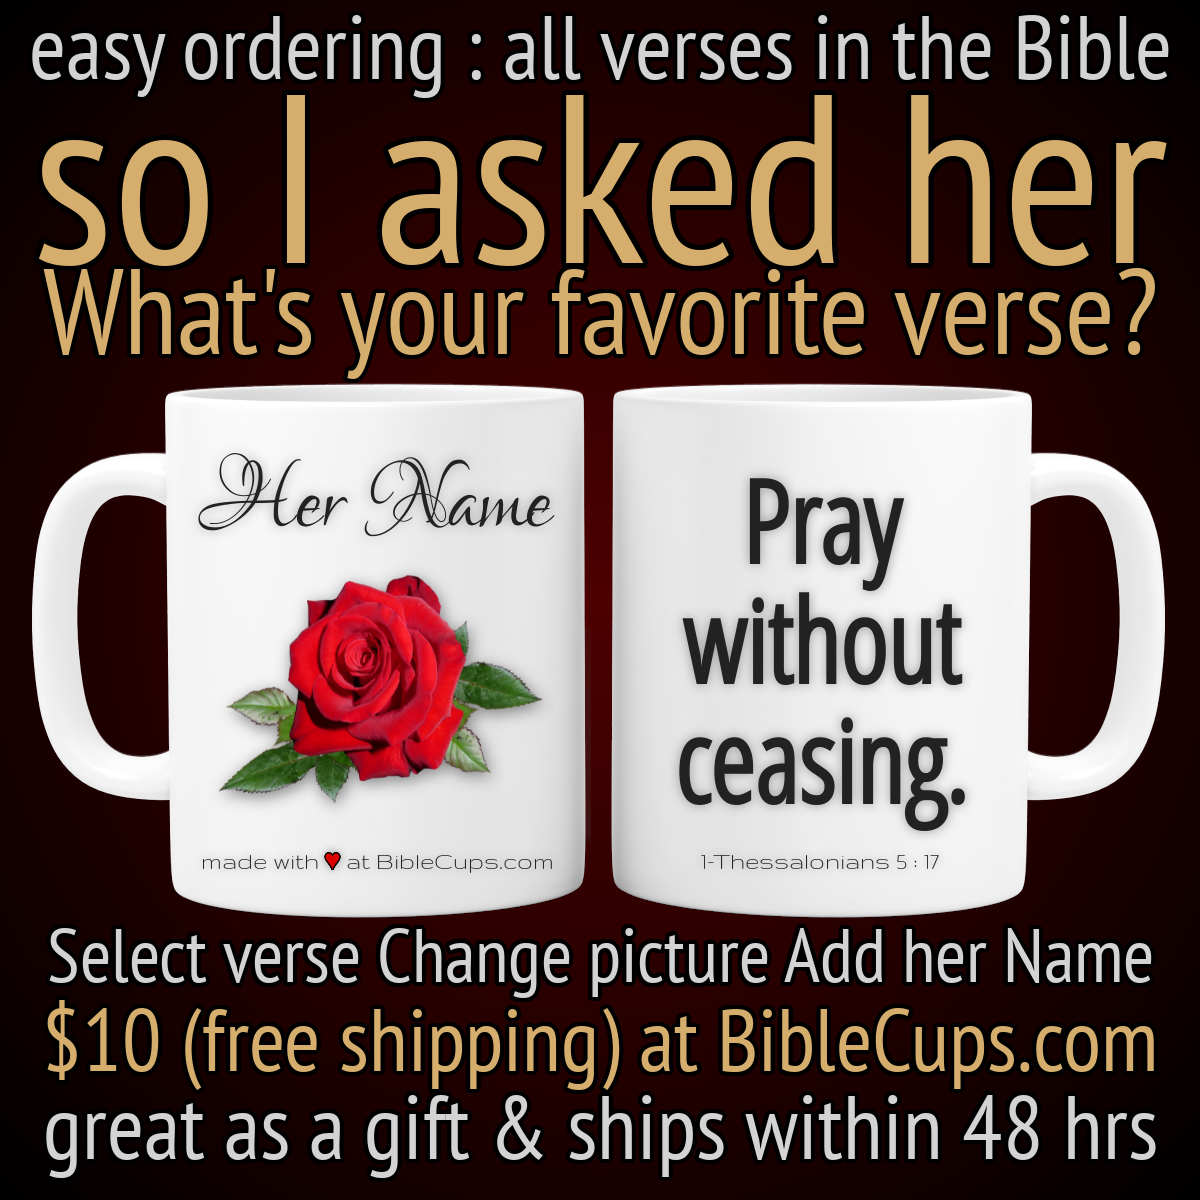 easy ordering : all verses in the Bible
so I asked her
What's your favorite verse?
Her Name
made with ♥ at BibleCups.com
Pray
without
ceasing.
1-Thessalonians 5 : 17
Select verse Change picture Add her Name
$10 (free shipping) at BibleCups.com
great as a gift & ships within 48 hrs